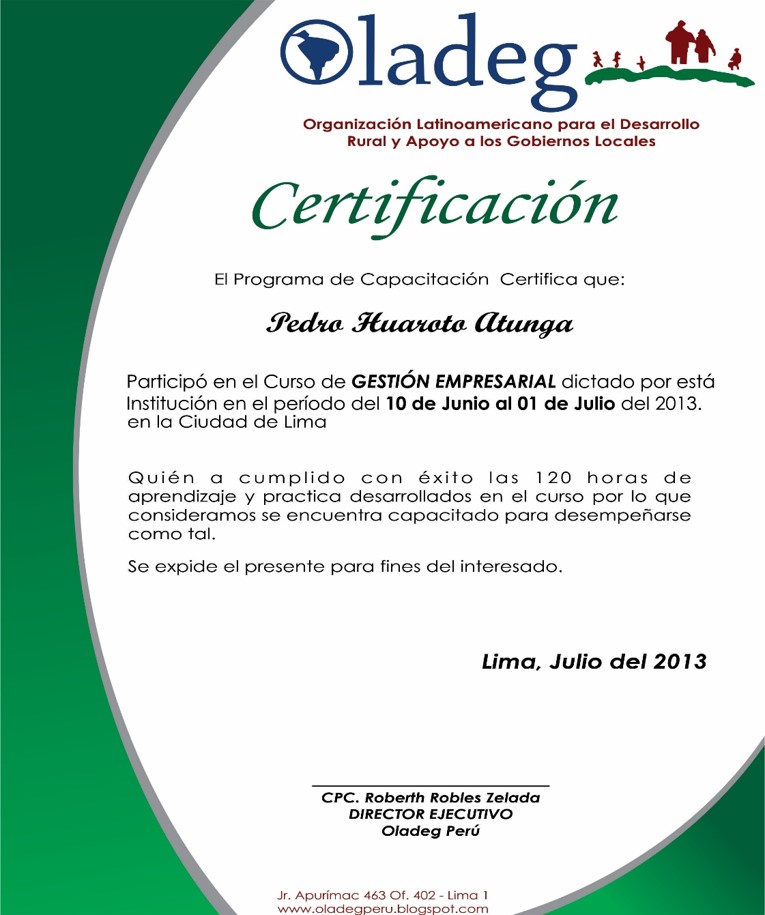 Oladeg
Organización Latinoamericano para el Desarrollo
Rural y Apoyo a los Gobiernos Locales
Certificación
El Programa de Capacitación Certifica que:
Pedro Huaroto Atunga
Participó en el Curso de GESTIÓN EMPRESARIAL dictado por está
Institución en el período del 10 de Junio al 01 de Julio del 2013.
en la Ciudad de Lima
Quién a cumplido con éxito las 120 horas de
aprendizaje y practica desarrollados en el curso por lo que
consideramos se encuentra capacitado para desempeñarse
como tal.
Se expide el presente para fines del interesado.
Lima, Julio del 2013
CPC. Roberth Robles Zelada
DIRECTOR EJECUTIVO
Oladeg Perú
Jr. Apurímac 463 Of. 402 - Lima 1
www.oladegperu.blogspot.com